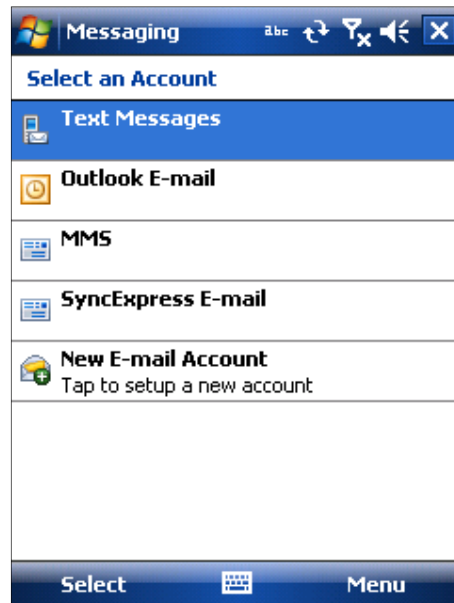 Messaging abc
Select an Account
Text Messages
Outlook E-mail
MMS
SyncExpress E-mail
New E-mail Account
Tap to setup a new account
Select Menu